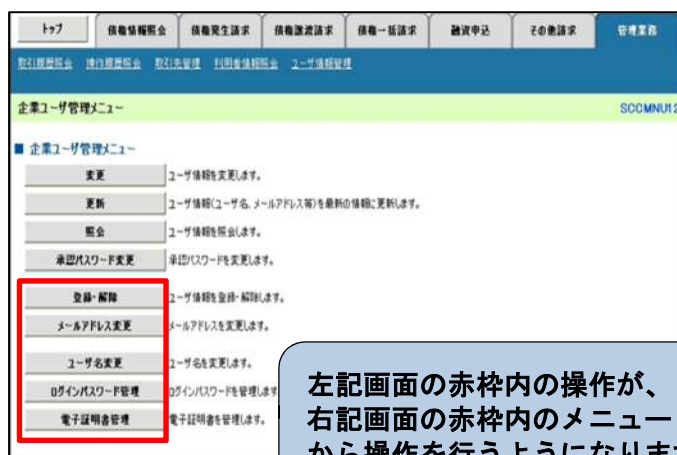 トップ 債権情報照会 債権発生請求 債権譲渡請求 債権一括請求 融資申込 その他請求 管理業務
取引履歴照会 操作履歴照会 取引先管理 利用者情報照会 ユーザ情報管理
企業ユーザ管理メニュー SCCMNU12
■ 企業ユーザ管理メニュー
変更 ユーザ情報を変更します。
更新 ユーザ情報(ユーザ名、メールアドレス等)を最新の情報に更新します。
照会 ユーザ情報を照会します。
承認パスワード変更 承認パスワードを変更します。
登録・解除 ユーザ情報を登録・解除します。
メールアドレス変更 メールアドレスを変更します。
ユーザ名変更 ユーザ名を変更します。
ログインパスワード管理 ログインパスワードを管理します
電子証明書管理 電子証明書を管理します。
左記画面の赤枠内の操作が、
右記画面の赤枠内のメニュー
から操作を行うようになります